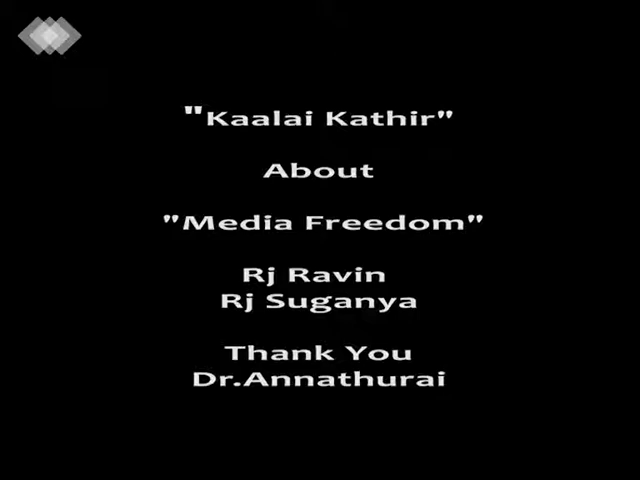 "Kaalai Kathir"
About
"Media Freedom"
Rj Ravin
Rj Suganya
Thank You
Dr.Annathurai